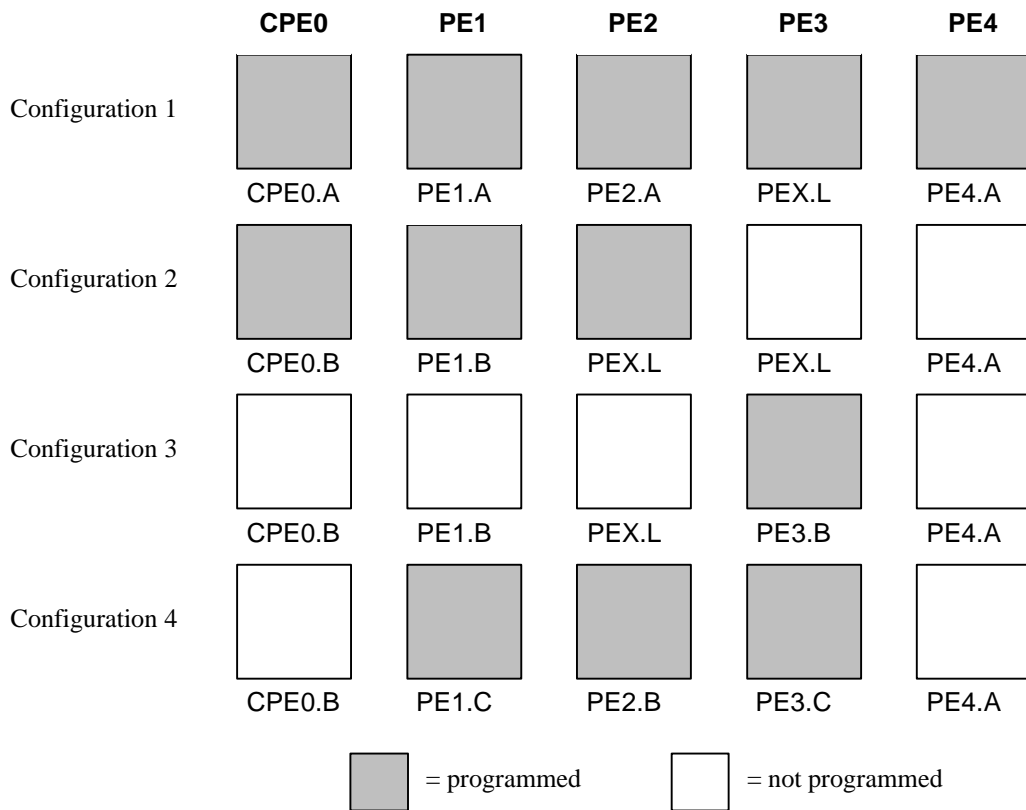 CPE0 PE1 PE2 PE3 PE4
Configuration 1
CPE0.A PE1.A PE2.A PEX.L PE4.A
Configuration 2
CPE0.B PE1.B PEX.L PEX.L PE4.A
Configuration 3
CPE0.B PE1.B PEX.L PE3.B PE4.A
Configuration 4
CPE0.B PE1.C PE2.B PE3.C PE4.A
= programmed = not programmed